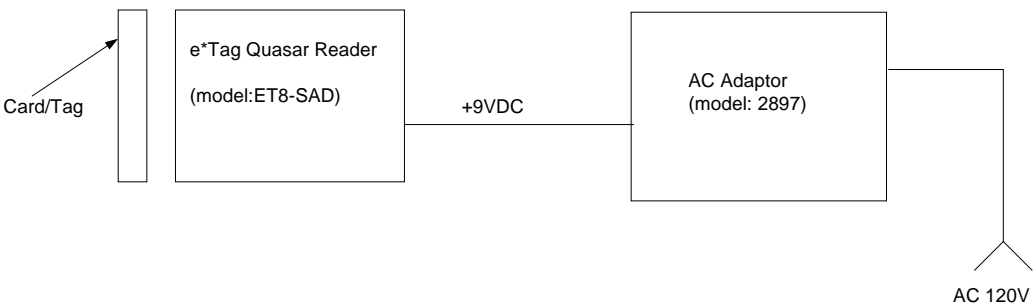 Card/Tag
e*Tag Quasar Reader
(model:ET8-SAD)
+9VDC
AC Adaptor
(model: 2897)
AC 120V